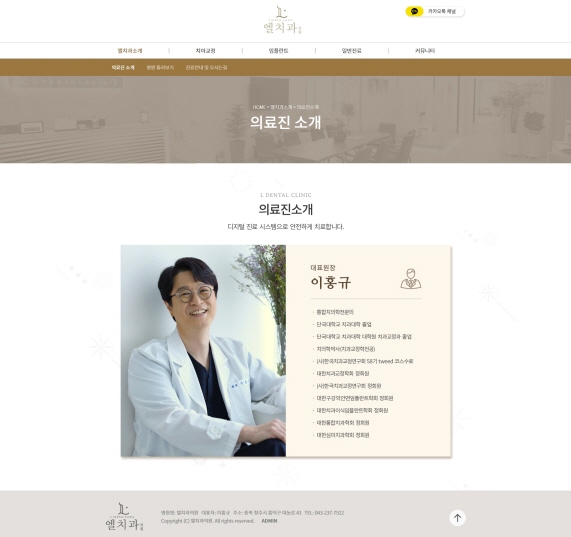 엘치과
카카오톡 채널
엘치과소개
치아교정
임플란트
일반진료
커뮤니티
의료진 소개
병원 둘러보기
진료안내 및 오시는길
HOME > 엘치과소개 > 의료진소개
의료진 소개
L DENTAL CLINIC
의료진소개
디지털 진료 시스템으로 안전하게 치료합니다.
대표원장
이홍규
· 통합치의학전문의
· 단국대학교 치과대학 졸업
· 단국대학교 치과대학 대학원 치과교정과 졸업
· 치의학박사(치과교정학전공)
· (사)한국치과교정연구회 58기 tweed 코스수료
· 대한치과교정학회 정회원
· (사)한국치과교정연구회 정회원
· 대한구강악안면임플란트학회 정회원
· 대한치과이식임플란트학회 정회원
· 대한통합치과학회 정회원
· 대한심미치과학회 정회원
엘치과
병원명: 엘치과의원 대표자: 이홍규 주소: 충북 청주시 흥덕구 대농로 41 TEL: 043-237-7522
Copyright (C) 엘치과의원. All rights reserved. ADMIN